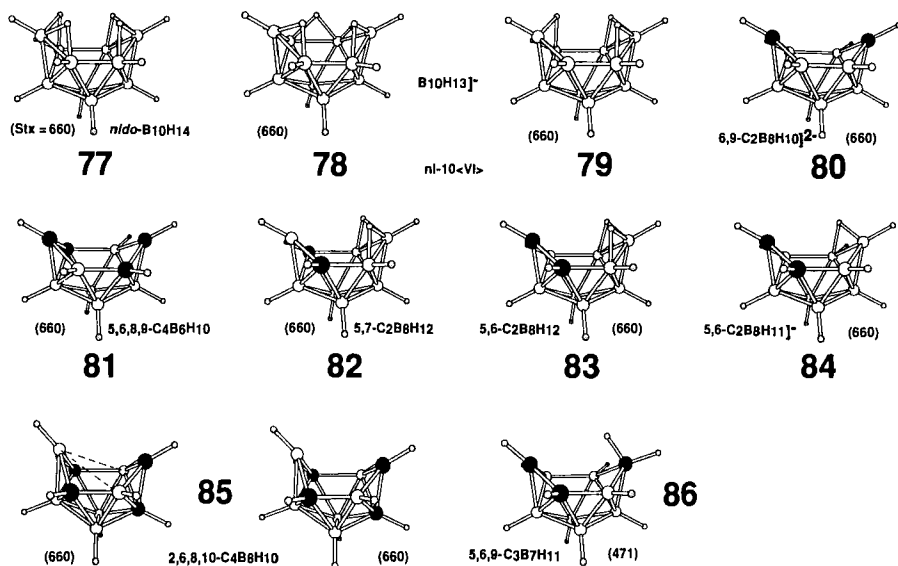 (Stx = 660) nido-B10H14
77
(660)
78
B10H13]-
ni-10<VI>
(660)
79
6,9-C2B8H10]2- (660)
80
(660) 5,6,8,9-C4B6H10
81
(660) 5,7-C2B8H12
82
5,6-C2B8H12 (660)
83
5,6-C2B8H11]- (660)
84
85
(660) 2,6,8,10-C4B8H10 (660)
86
5,6,9-C3B7H11 (471)